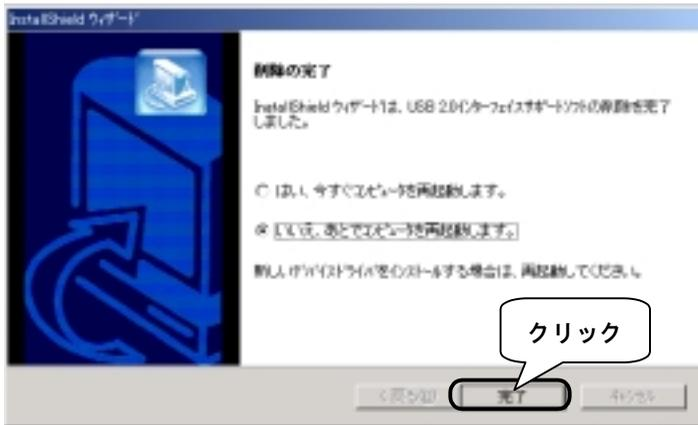 InstallShield ウィザード
削除の完了
InstallShield ウィザードは、USB 2.0インターフェイスサポートソフトの削除を完了
しました。
はい、今すぐコンピュータを再起動します。
いいえ、あとでコンピュータを再起動します。
新しいデバイスドライバをインストールする場合は、再起動してください。
クリック
< 戻る(B) 完了 キャンセル